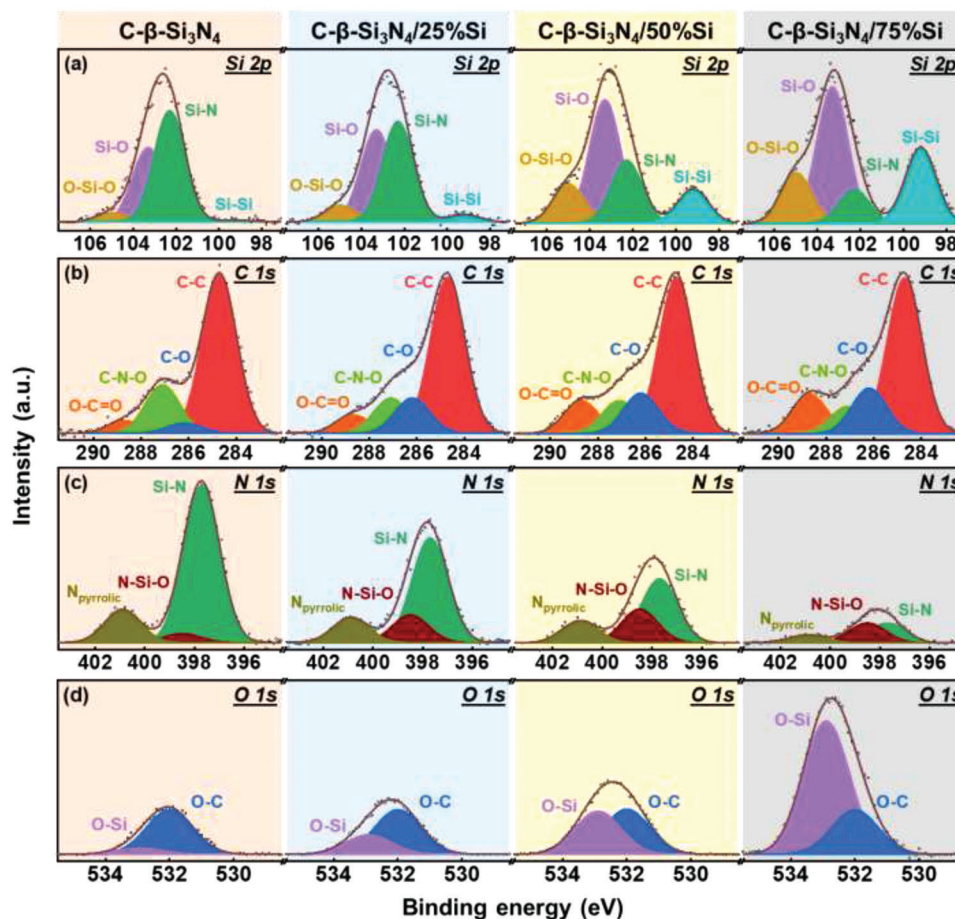 C-β-Si₃N₄ C-β-Si₃N₄/25%Si C-β-Si₃N₄/50%Si C-β-Si₃N₄/75%Si
(a) Si 2p Si 2p Si 2p Si 2p
Si-O Si-N O-Si-O Si-Si
Si-O Si-N O-Si-O Si-Si
Si-O Si-N O-Si-O Si-Si
Si-O Si-N O-Si-O Si-Si
106 104 102 100 98 106 104 102 100 98 106 104 102 100 98 106 104 102 100 98
(b) C 1s C 1s C 1s C 1s
C-C C-O C-N-O O-C=O
C-C C-O C-N-O O-C=O
C-C C-O C-N-O O-C=O
C-C C-O C-N-O O-C=O
290 288 286 284 282 290 288 286 284 282 290 288 286 284 282 290 288 286 284 282
(c) N 1s N 1s N 1s N 1s
Si-N N-Si-O Npyrrolic
Si-N N-Si-O Npyrrolic
Si-N N-Si-O Npyrrolic
Si-N N-Si-O Npyrrolic
402 400 398 396 402 400 398 396 402 400 398 396 402 400 398 396
(d) O 1s O 1s O 1s O 1s
O-Si O-C
O-Si O-C
O-Si O-C
O-Si O-C
534 532 530 534 532 530 534 532 530 534 532 530
Intensity (a.u.)
Binding energy (eV)